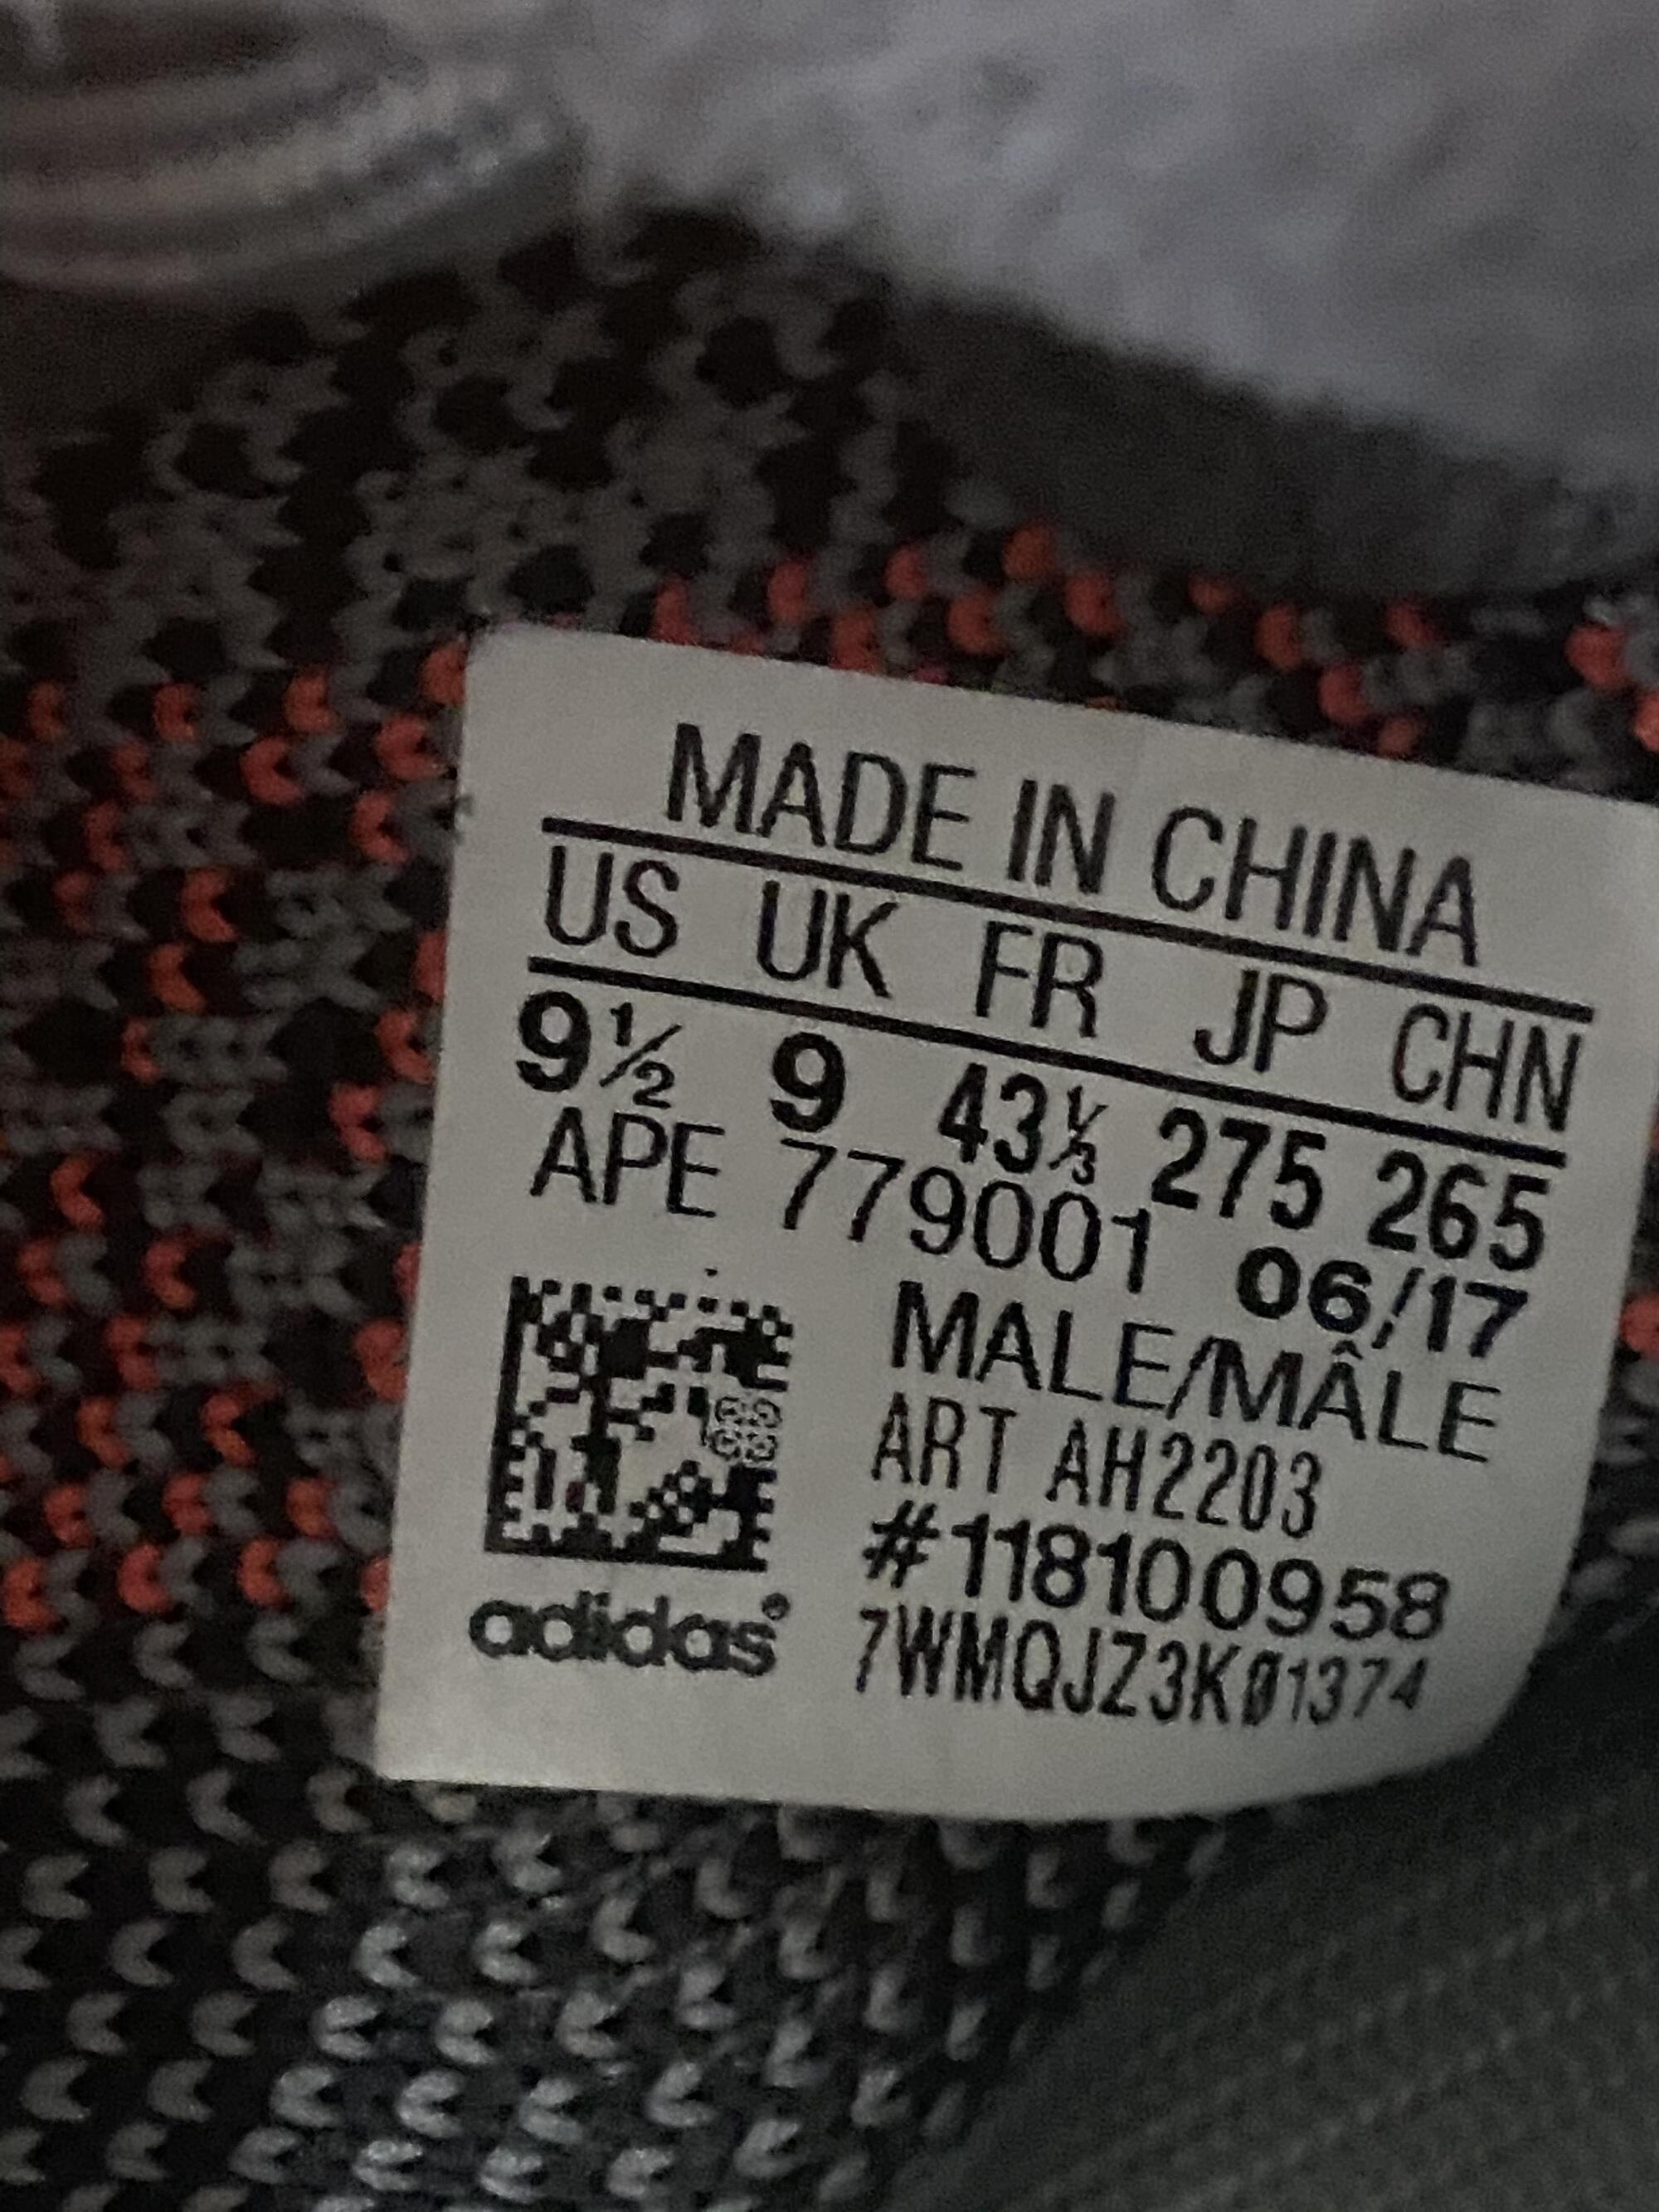 MADE IN CHINA
US UK FR JP CHN
9½ 9 43⅓ 275 265
APE 779001 06/17
MALE/MÂLE
ART AH2203
#118100958
adidas® 7WMQJZ3K01374